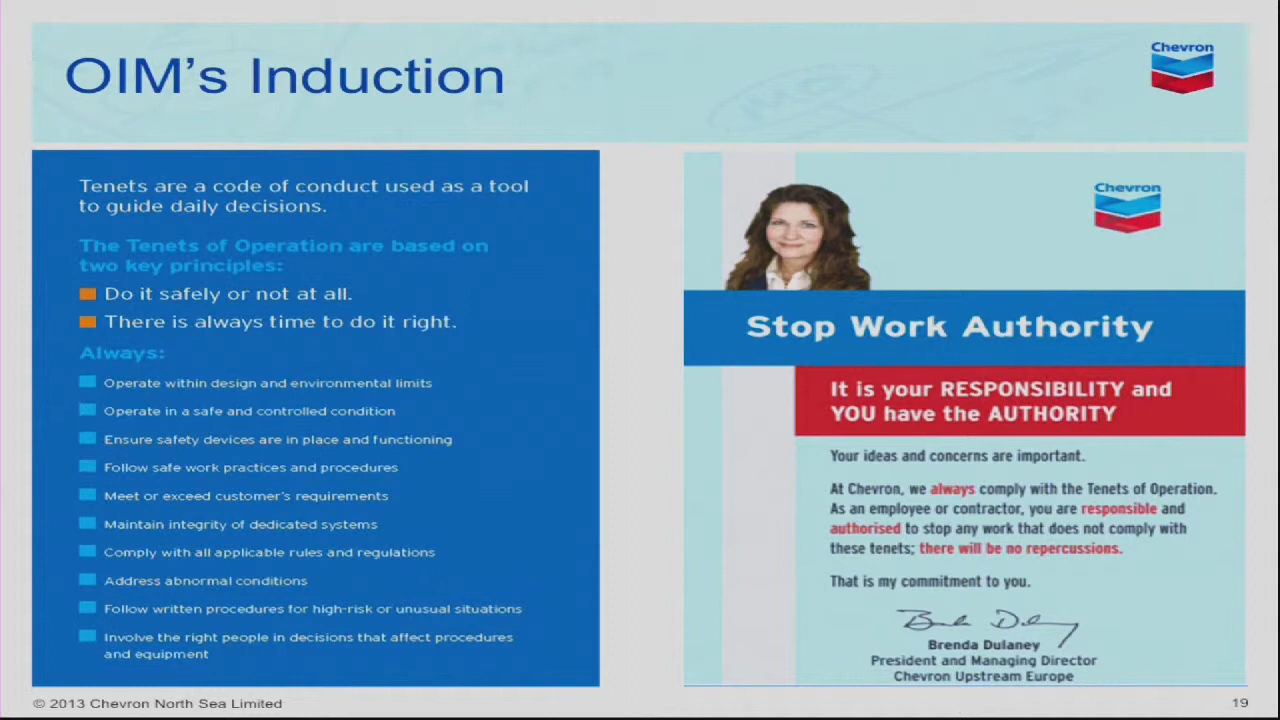 OIM's Induction
Chevron
Tenets are a code of conduct used as a tool
to guide daily decisions.
The Tenets of Operation are based on
two key principles:
Do it safely or not at all.
There is always time to do it right.
Always:
Operate within design and environmental limits
Operate in a safe and controlled condition
Ensure safety devices are in place and functioning
Follow safe work practices and procedures
Meet or exceed customer's requirements
Maintain integrity of dedicated systems
Comply with all applicable rules and regulations
Address abnormal conditions
Follow written procedures for high-risk or unusual situations
Involve the right people in decisions that affect procedures
and equipment
Chevron
Stop Work Authority
It is your RESPONSIBILITY and
YOU have the AUTHORITY
Your ideas and concerns are important.
At Chevron, we always comply with the Tenets of Operation.
As an employee or contractor, you are responsible and
authorised to stop any work that does not comply with
these tenets; there will be no repercussions.
That is my commitment to you.
Brenda Dulaney
President and Managing Director
Chevron Upstream Europe
© 2013 Chevron North Sea Limited
19